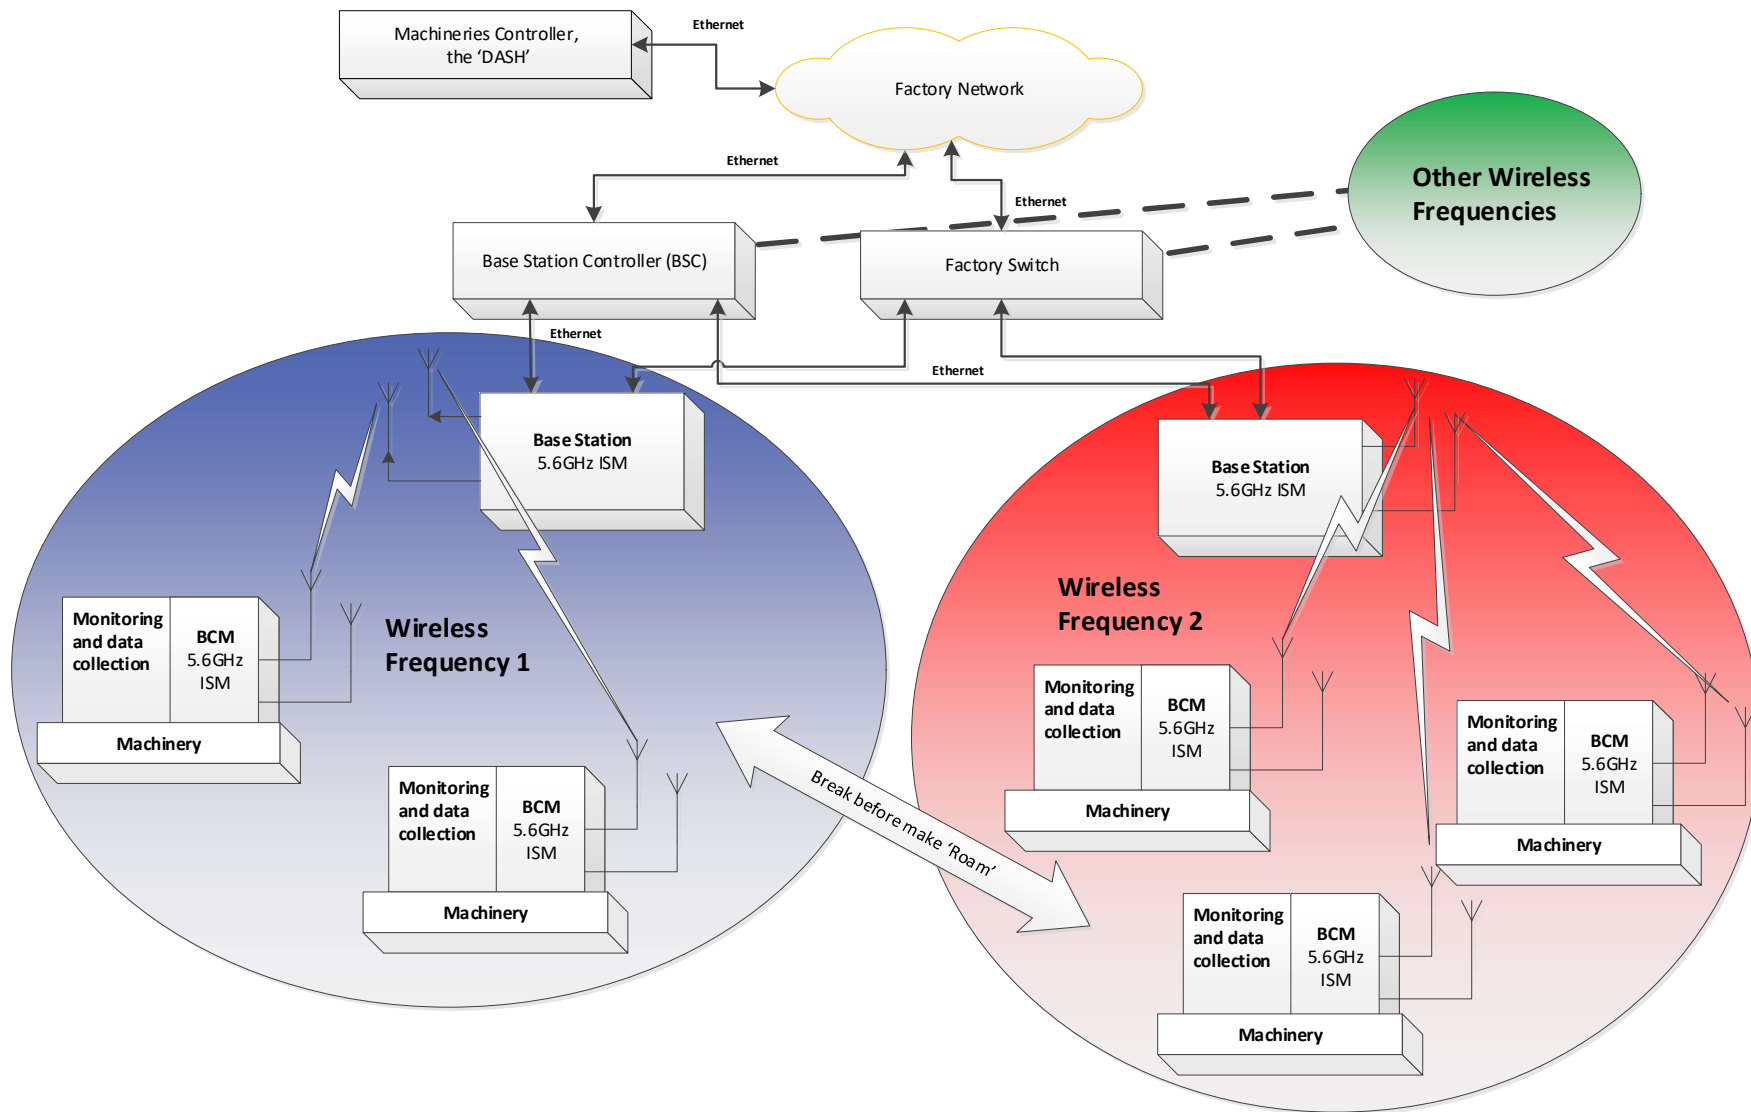 Ethernet
Machineries Controller,
the ‘DASH’
Factory Network
Ethernet
Ethernet
Other Wireless
Frequencies
Base Station Controller (BSC)
Factory Switch
Ethernet
Ethernet
Base Station
5.6GHz ISM
Base Station
5.6GHz ISM
Wireless
Frequency 1
Wireless
Frequency 2
Monitoring
and data
collection
BCM
5.6GHz
ISM
Machinery
Monitoring
and data
collection
BCM
5.6GHz
ISM
Machinery
Break before make ‘Roam’
Monitoring
and data
collection
BCM
5.6GHz
ISM
Machinery
Monitoring
and data
collection
BCM
5.6GHz
ISM
Machinery
Monitoring
and data
collection
BCM
5.6GHz
ISM
Machinery